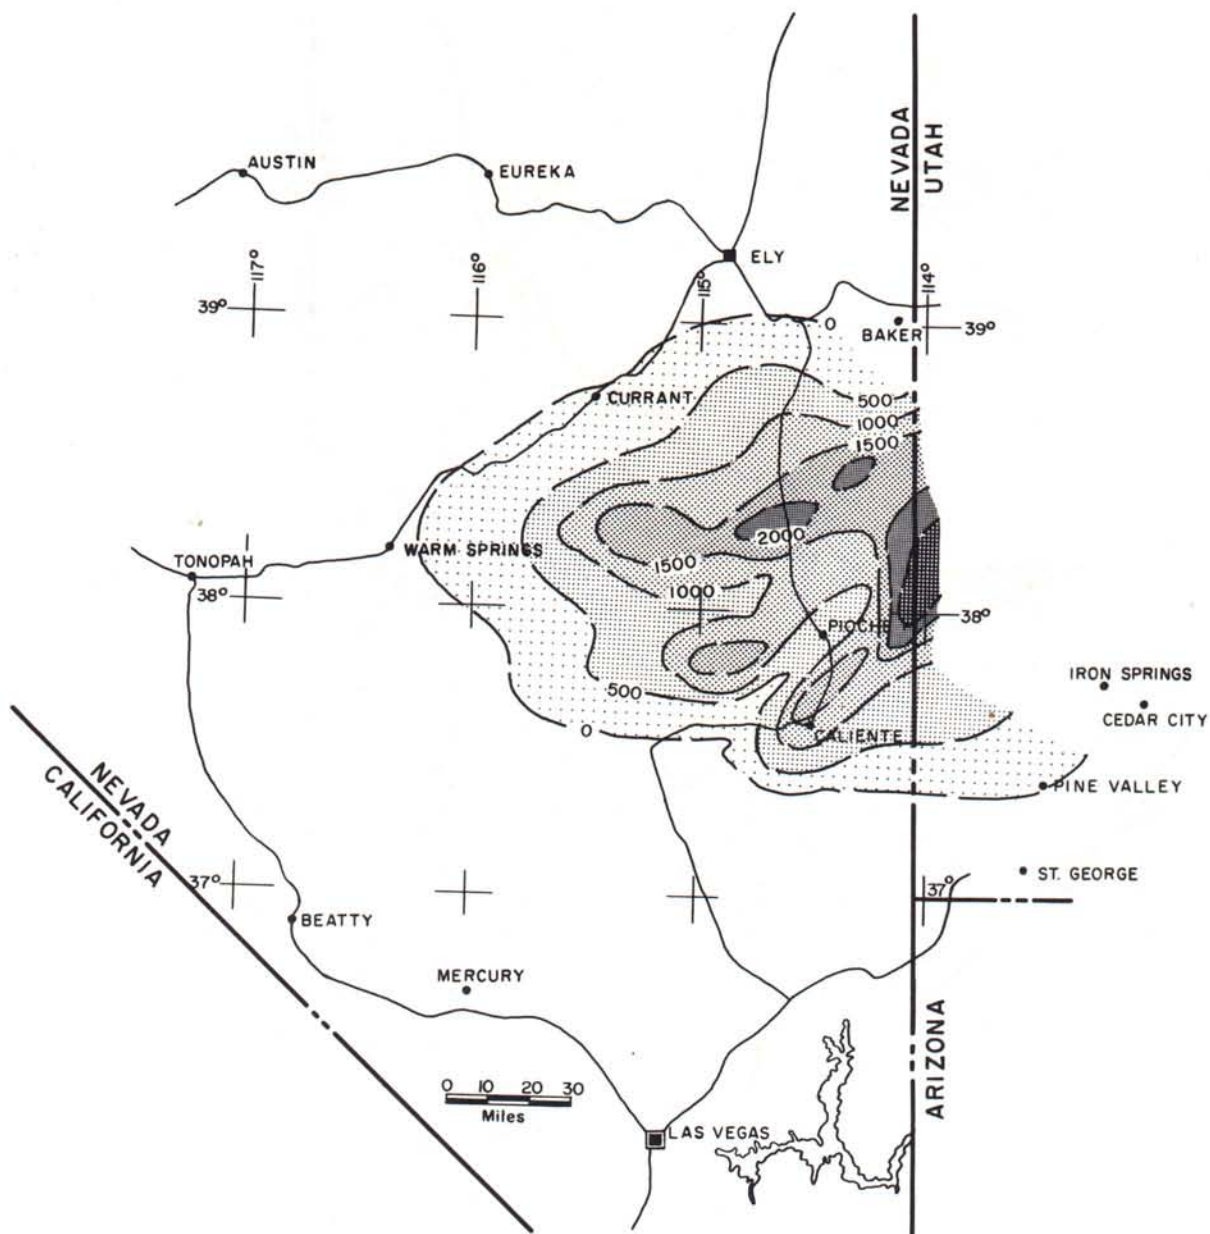 NEVADA
UTAH
AUSTIN
EUREKA
ELY
117°
116°
115°
114°
39°
0
BAKER
39°
CURRANT
500
1000
1500
2000
WARM SPRINGS
TONOPAH
1500
1000
38°
PIOCHE
38°
500
IRON SPRINGS
CEDAR CITY
0
CALIENTE
PINE VALLEY
NEVADA
CALIFORNIA
37°
37°
ST. GEORGE
BEATTY
MERCURY
ARIZONA
0 10 20 30
Miles
LAS VEGAS